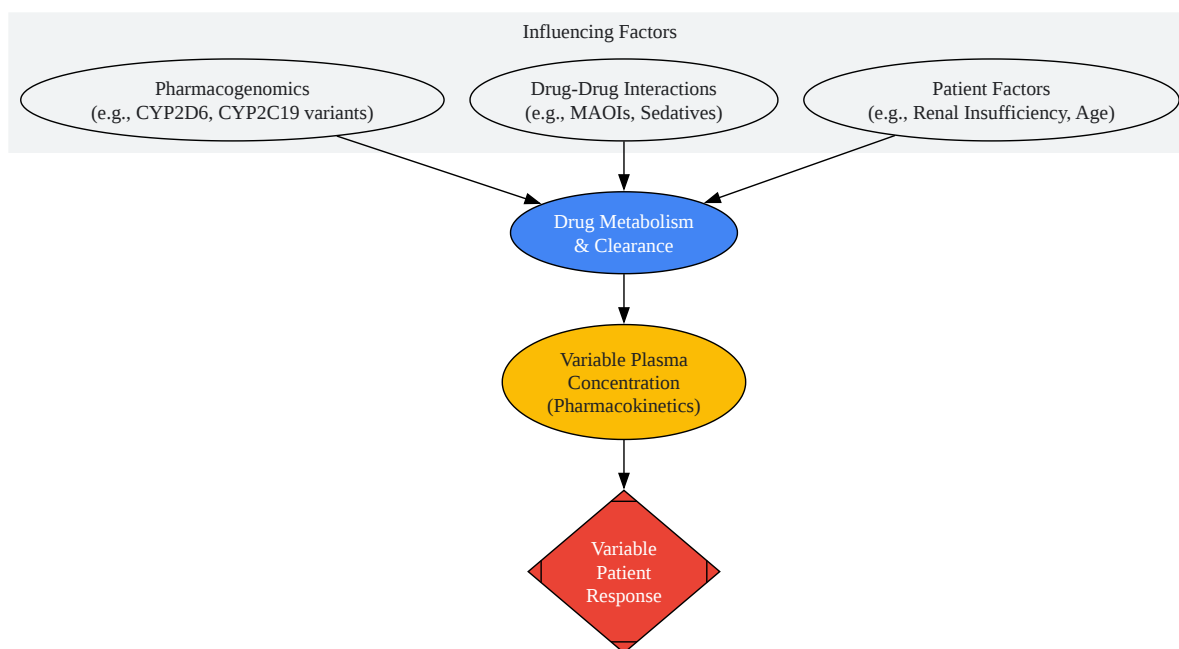 Influencing Factors
Pharmacogenomics
(e.g., CYP2D6, CYP2C19 variants)
Drug-Drug Interactions
(e.g., MAOIs, Sedatives)
Patient Factors
(e.g., Renal Insufficiency, Age)
Drug Metabolism
& Clearance
Variable Plasma
Concentration
(Pharmacokinetics)
Variable
Patient
Response